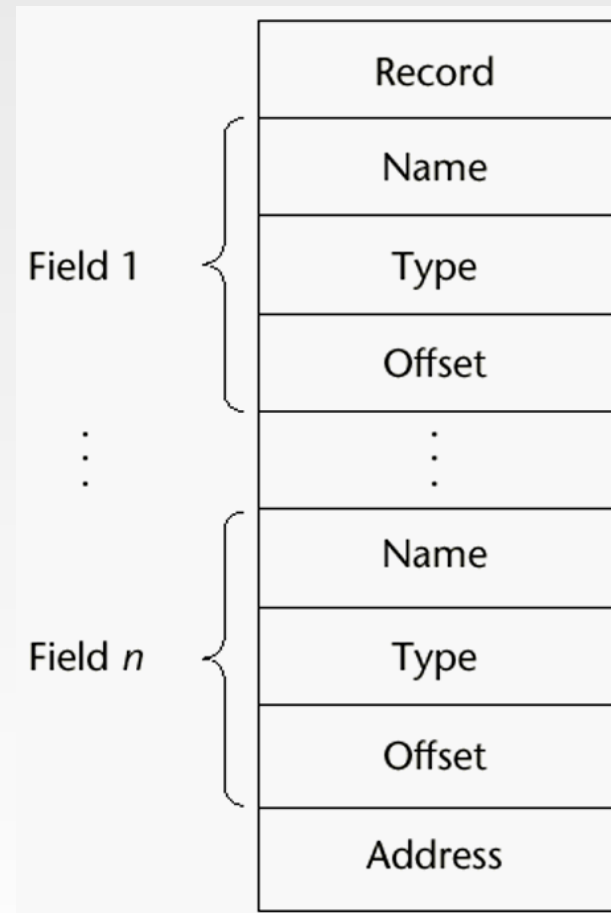 Record
Name
Field 1
Type
Offset
⋮ ⋮
Name
Field n
Type
Offset
Address